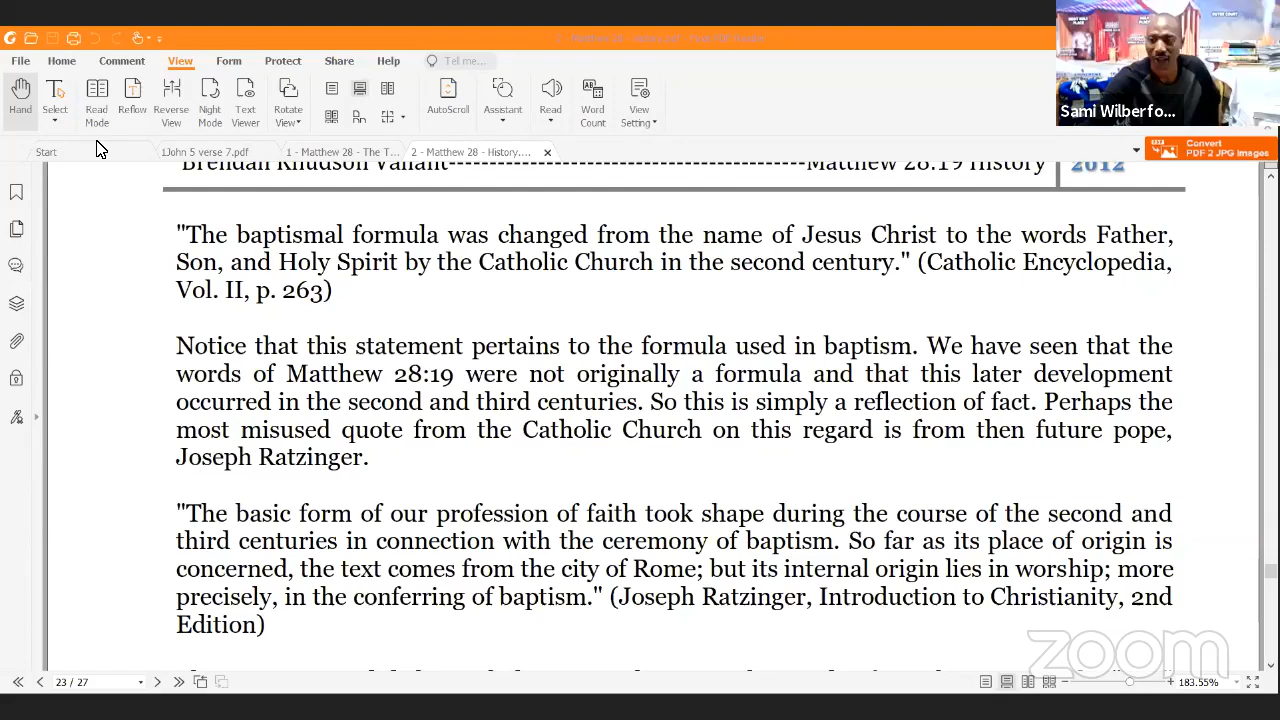 2 - Matthew 28 - History.pdf - Foxit PDF Reader
File Home Comment View Form Protect Share Help Tell me...
Hand Select Read Mode Reflow Reverse View Night Mode Text Viewer Rotate View AutoScroll Assistant Read Word Count View Setting
Sami Wilberfo...
Start 1John 5 verse 7.pdf 1 - Matthew 28 - The T... 2 - Matthew 28 - History....
Convert
PDF 2 JPG Images
Brendan Knudson Valiant---Matthew 28:19 History 2012
"The baptismal formula was changed from the name of Jesus Christ to the words Father,
Son, and Holy Spirit by the Catholic Church in the second century." (Catholic Encyclopedia,
Vol. II, p. 263)
Notice that this statement pertains to the formula used in baptism. We have seen that the
words of Matthew 28:19 were not originally a formula and that this later development
occurred in the second and third centuries. So this is simply a reflection of fact. Perhaps the
most misused quote from the Catholic Church on this regard is from then future pope,
Joseph Ratzinger.
"The basic form of our profession of faith took shape during the course of the second and
third centuries in connection with the ceremony of baptism. So far as its place of origin is
concerned, the text comes from the city of Rome; but its internal origin lies in worship; more
precisely, in the conferring of baptism." (Joseph Ratzinger, Introduction to Christianity, 2nd
Edition)
zoom
23 / 27
183.55%